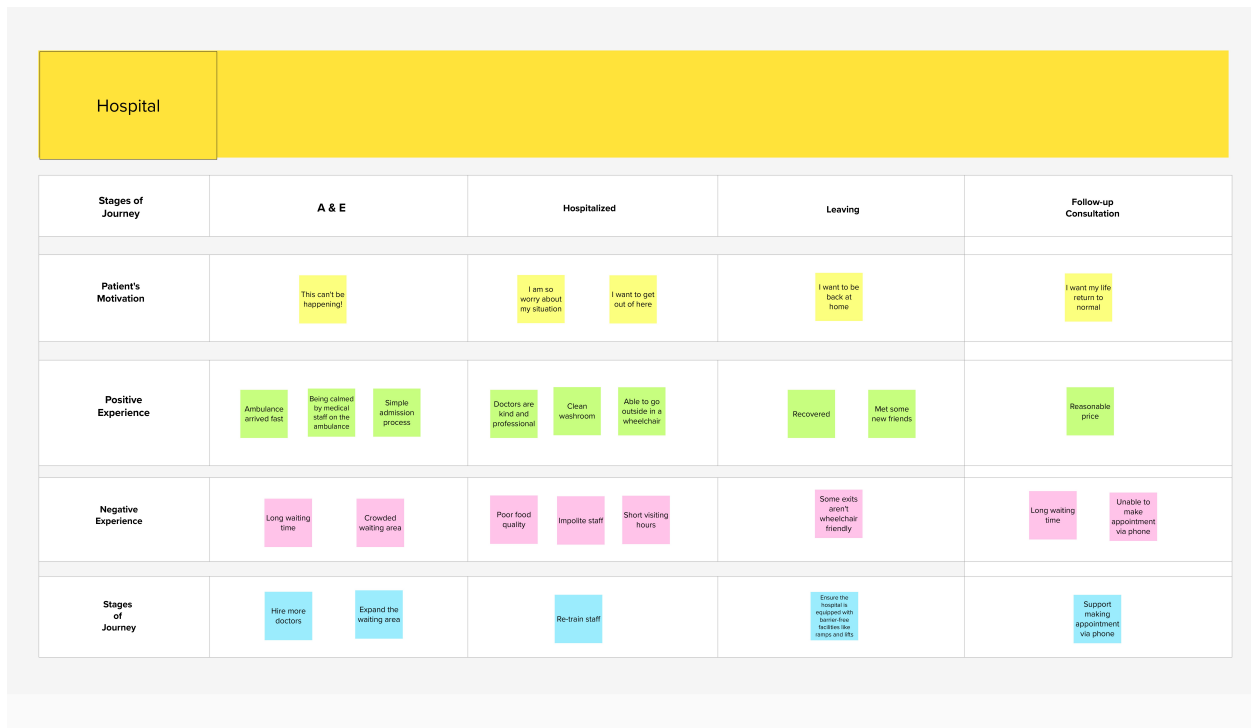 Hospital
Stages of
Journey
A & E
Hospitalized
Leaving
Follow-up
Consultation
Patient's
Motivation
This can't be
happening!
I am so
worry about
my situation
I want to get
out of here
I want to be
back at
home
I want my life
return to
normal
Positive
Experience
Ambulance
arrived fast
Being calmed
by medical
staff on the
ambulance
Simple
admission
process
Doctors are
kind and
professional
Clean
washroom
Able to go
outside in a
wheelchair
Recovered
Met some
new friends
Reasonable
price
Negative
Experience
Long waiting
time
Crowded
waiting area
Poor food
quality
Impolite staff
Short visiting
hours
Some exits
aren't
wheelchair
friendly
Long waiting
time
Unable to
make
appointment
via phone
Stages
of
Journey
Hire more
doctors
Expand the
waiting area
Re-train staff
Ensure the
hospital is
equipped with
barrier-free
facilities like
ramps and lifts
Support
making
appointment
via phone